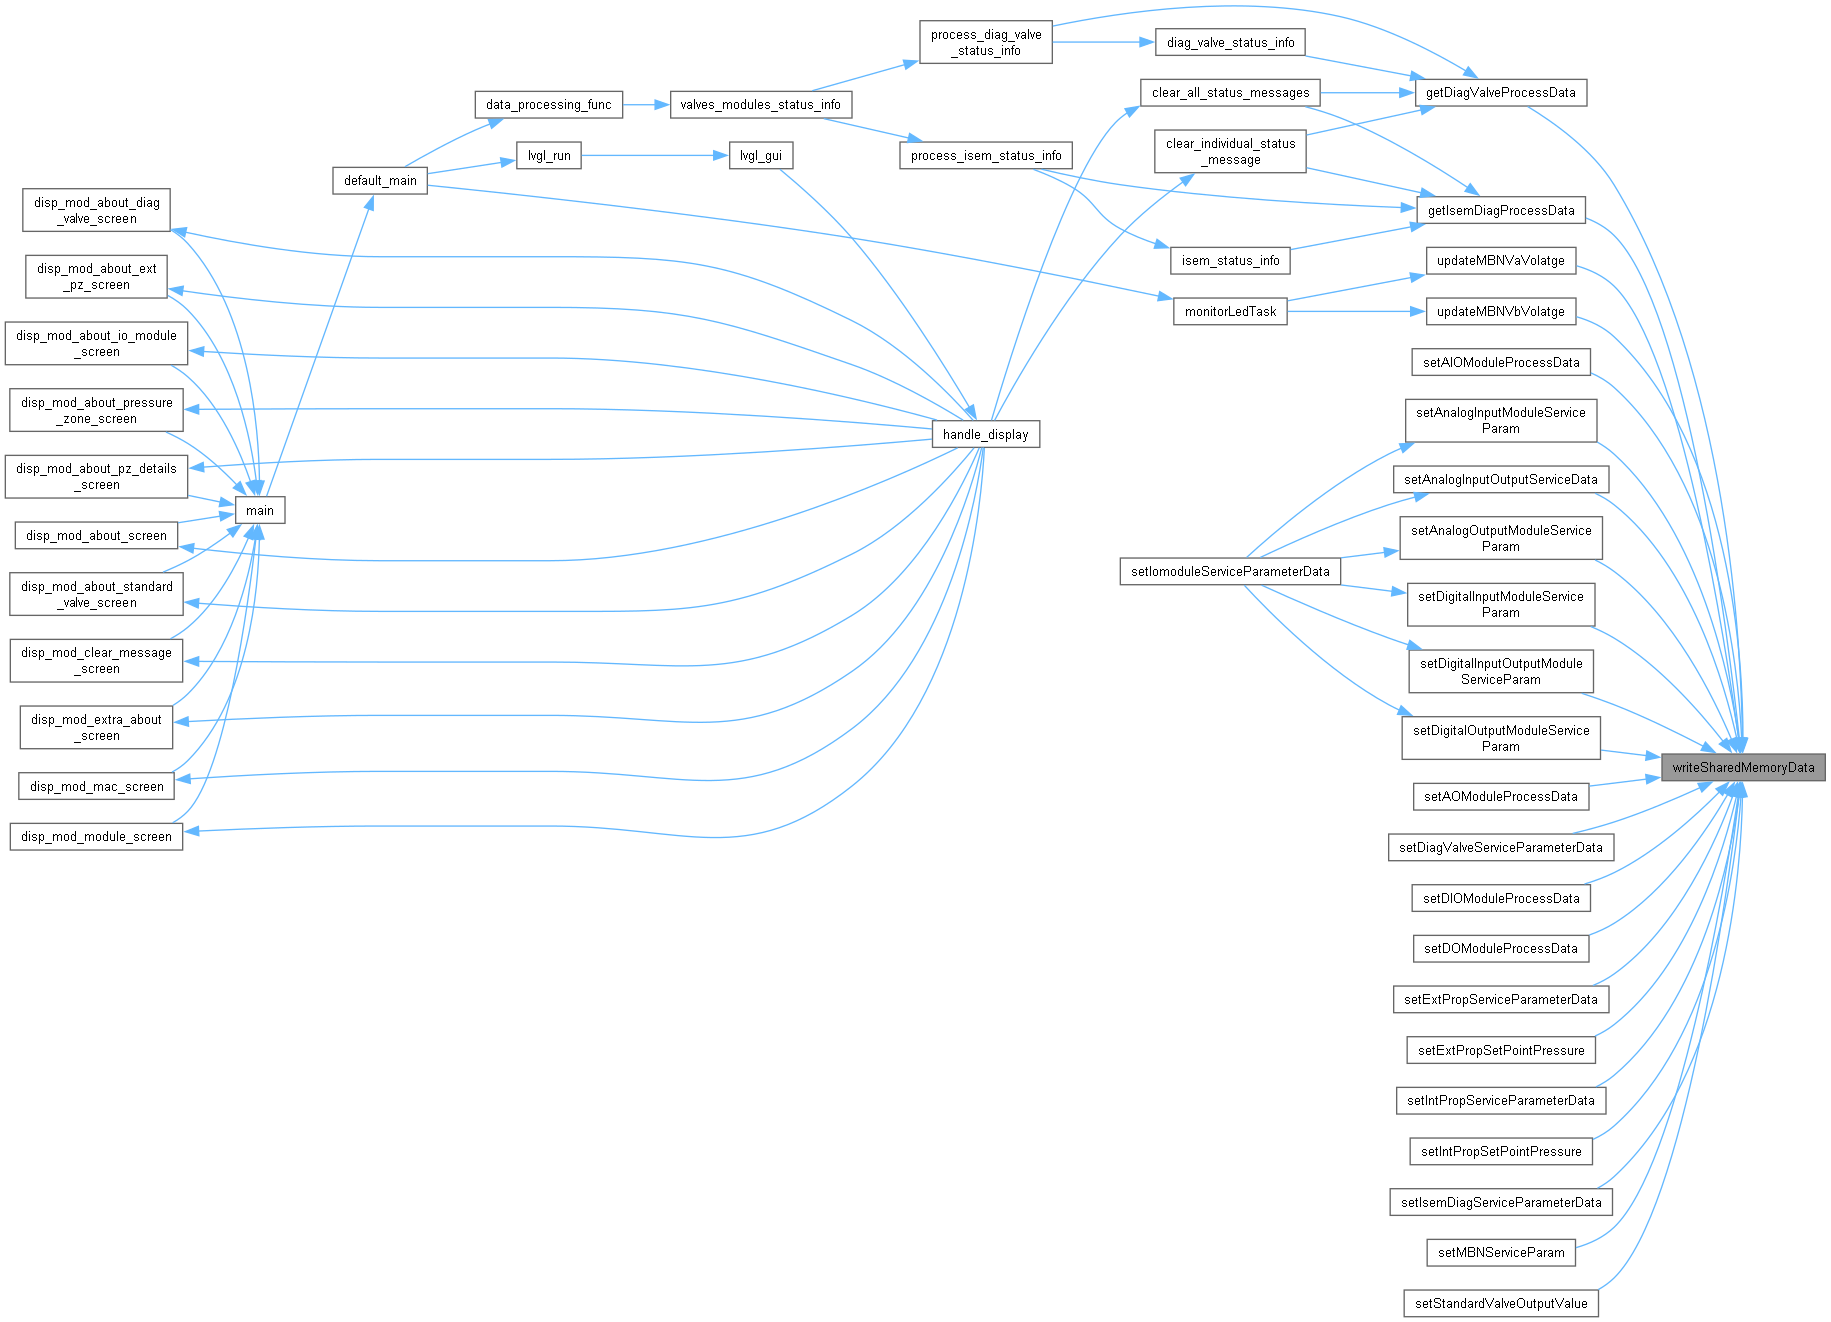 process_diag_valve
_status_info
diag_valve_status_info
getDiagValveProcessData
clear_all_status_messages
data_processing_func
valves_modules_status_info
clear_individual_status
_message
lvgl_run
lvgl_gui
process_isem_status_info
default_main
getIsemDiagProcessData
disp_mod_about_diag
_valve_screen
isem_status_info
updateMBNVaVolatge
disp_mod_about_ext
_pz_screen
monitorLedTask
updateMBNVbVolatge
disp_mod_about_io_module
_screen
setAIOModuleProcessData
disp_mod_about_pressure
_zone_screen
setAnalogInputModuleService
Param
handle_display
disp_mod_about_pz_details
_screen
setAnalogInputOutputServiceData
main
disp_mod_about_screen
setAnalogOutputModuleService
Param
setIomoduleServiceParameterData
disp_mod_about_standard
_valve_screen
setDigitalInputModuleService
Param
disp_mod_clear_message
_screen
setDigitalInputOutputModule
ServiceParam
disp_mod_extra_about
_screen
setDigitalOutputModuleService
Param
writeSharedMemoryData
disp_mod_mac_screen
setAOModuleProcessData
disp_mod_module_screen
setDiagValveServiceParameterData
setDIOModuleProcessData
setDOModuleProcessData
setExtPropServiceParameterData
setExtPropSetPointPressure
setIntPropServiceParameterData
setIntPropSetPointPressure
setIsemDiagServiceParameterData
setMBNServiceParam
setStandardValveOutputValue